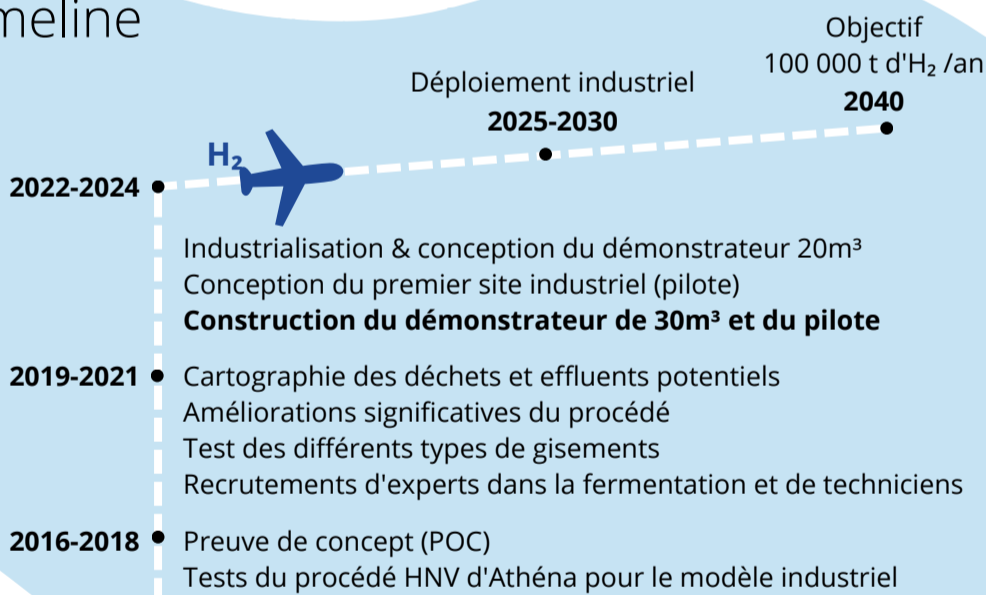 Objectif
100 000 t d'H₂ /an
2040
Déploiement industriel
2025-2030
H₂
2022-2024
Industrialisation & conception du démonstrateur 20m³
Conception du premier site industriel (pilote)
Construction du démonstrateur de 30m³ et du pilote
2019-2021
Cartographie des déchets et effluents potentiels
Améliorations significatives du procédé
Test des différents types de gisements
Recrutements d'experts dans la fermentation et de techniciens
2016-2018
Preuve de concept (POC)
Tests du procédé HNV d'Athéna pour le modèle industriel